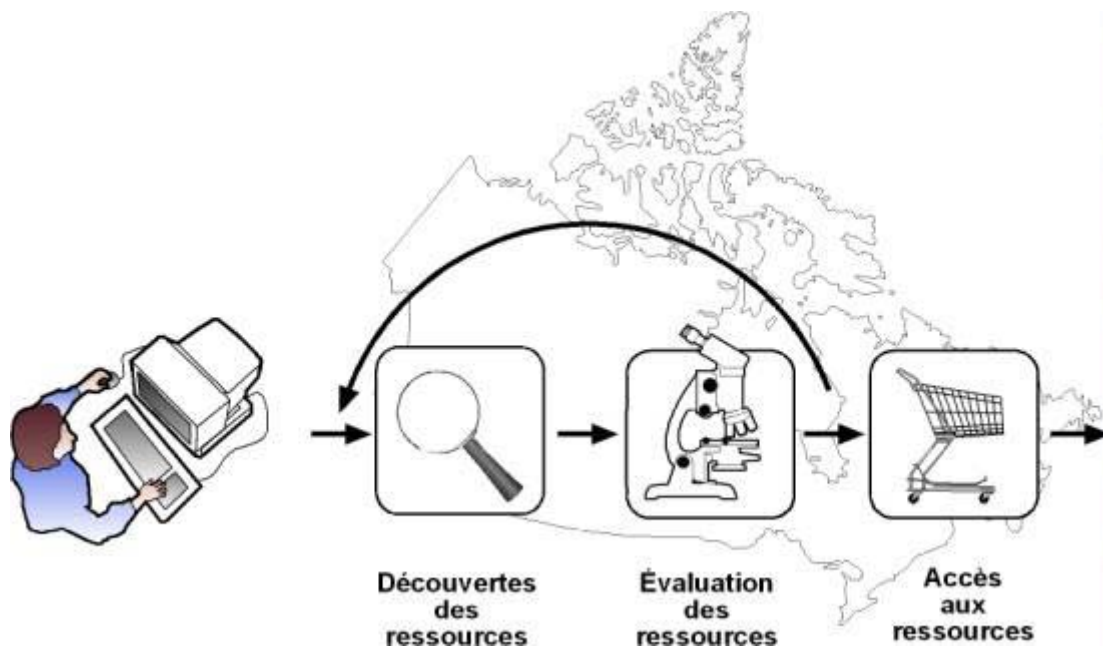 Découvertes
des
ressources
Évaluation
des
ressources
Accès
aux
ressources